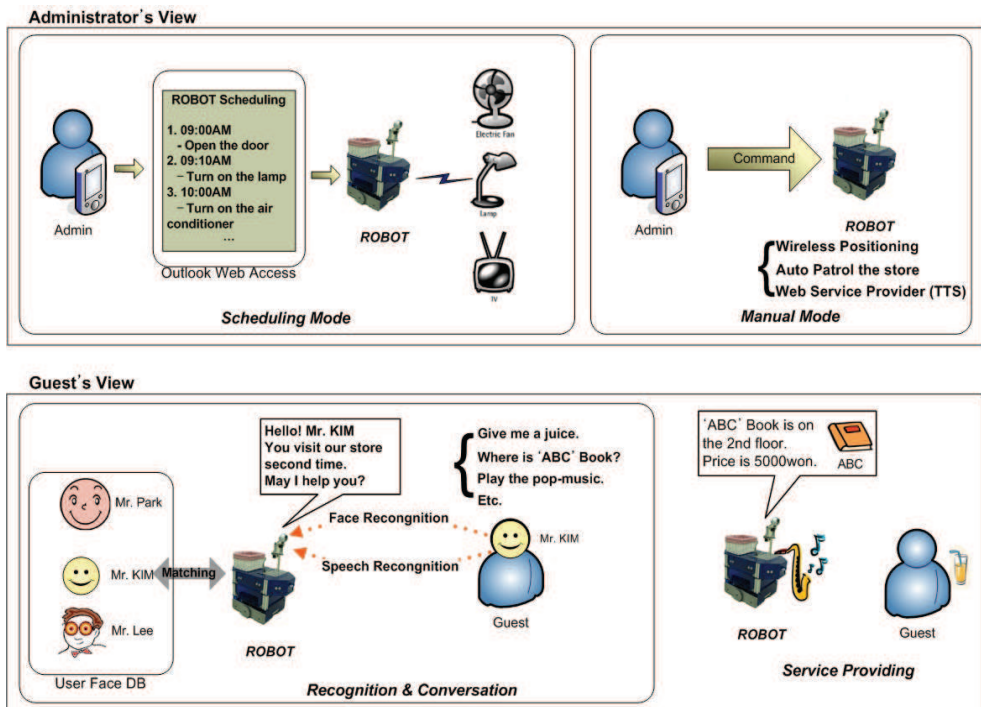 Administrator's View
ROBOT Scheduling
1. 09:00AM
- Open the door
2. 09:10AM
– Turn on the lamp
3. 10:00AM
– Turn on the air
conditioner
...
Admin
Outlook Web Access
ROBOT
Electric Fan
Lamp
TV
Scheduling Mode
Command
Admin
ROBOT
Wireless Positioning
Auto Patrol the store
Web Service Provider (TTS)
Manual Mode
Guest's View
Mr. Park
Mr. KIM
Mr. Lee
User Face DB
Matching
Hello! Mr. KIM
You visit our store
second time.
May I help you?
ROBOT
Give me a juice.
Where is 'ABC' Book?
Play the pop-music.
Etc.
Face Recongnition
Speech Recongnition
Mr. KIM
Guest
Recognition & Conversation
'ABC' Book is on
the 2nd floor.
Price is 5000won.
ABC
ROBOT
Guest
Service Providing